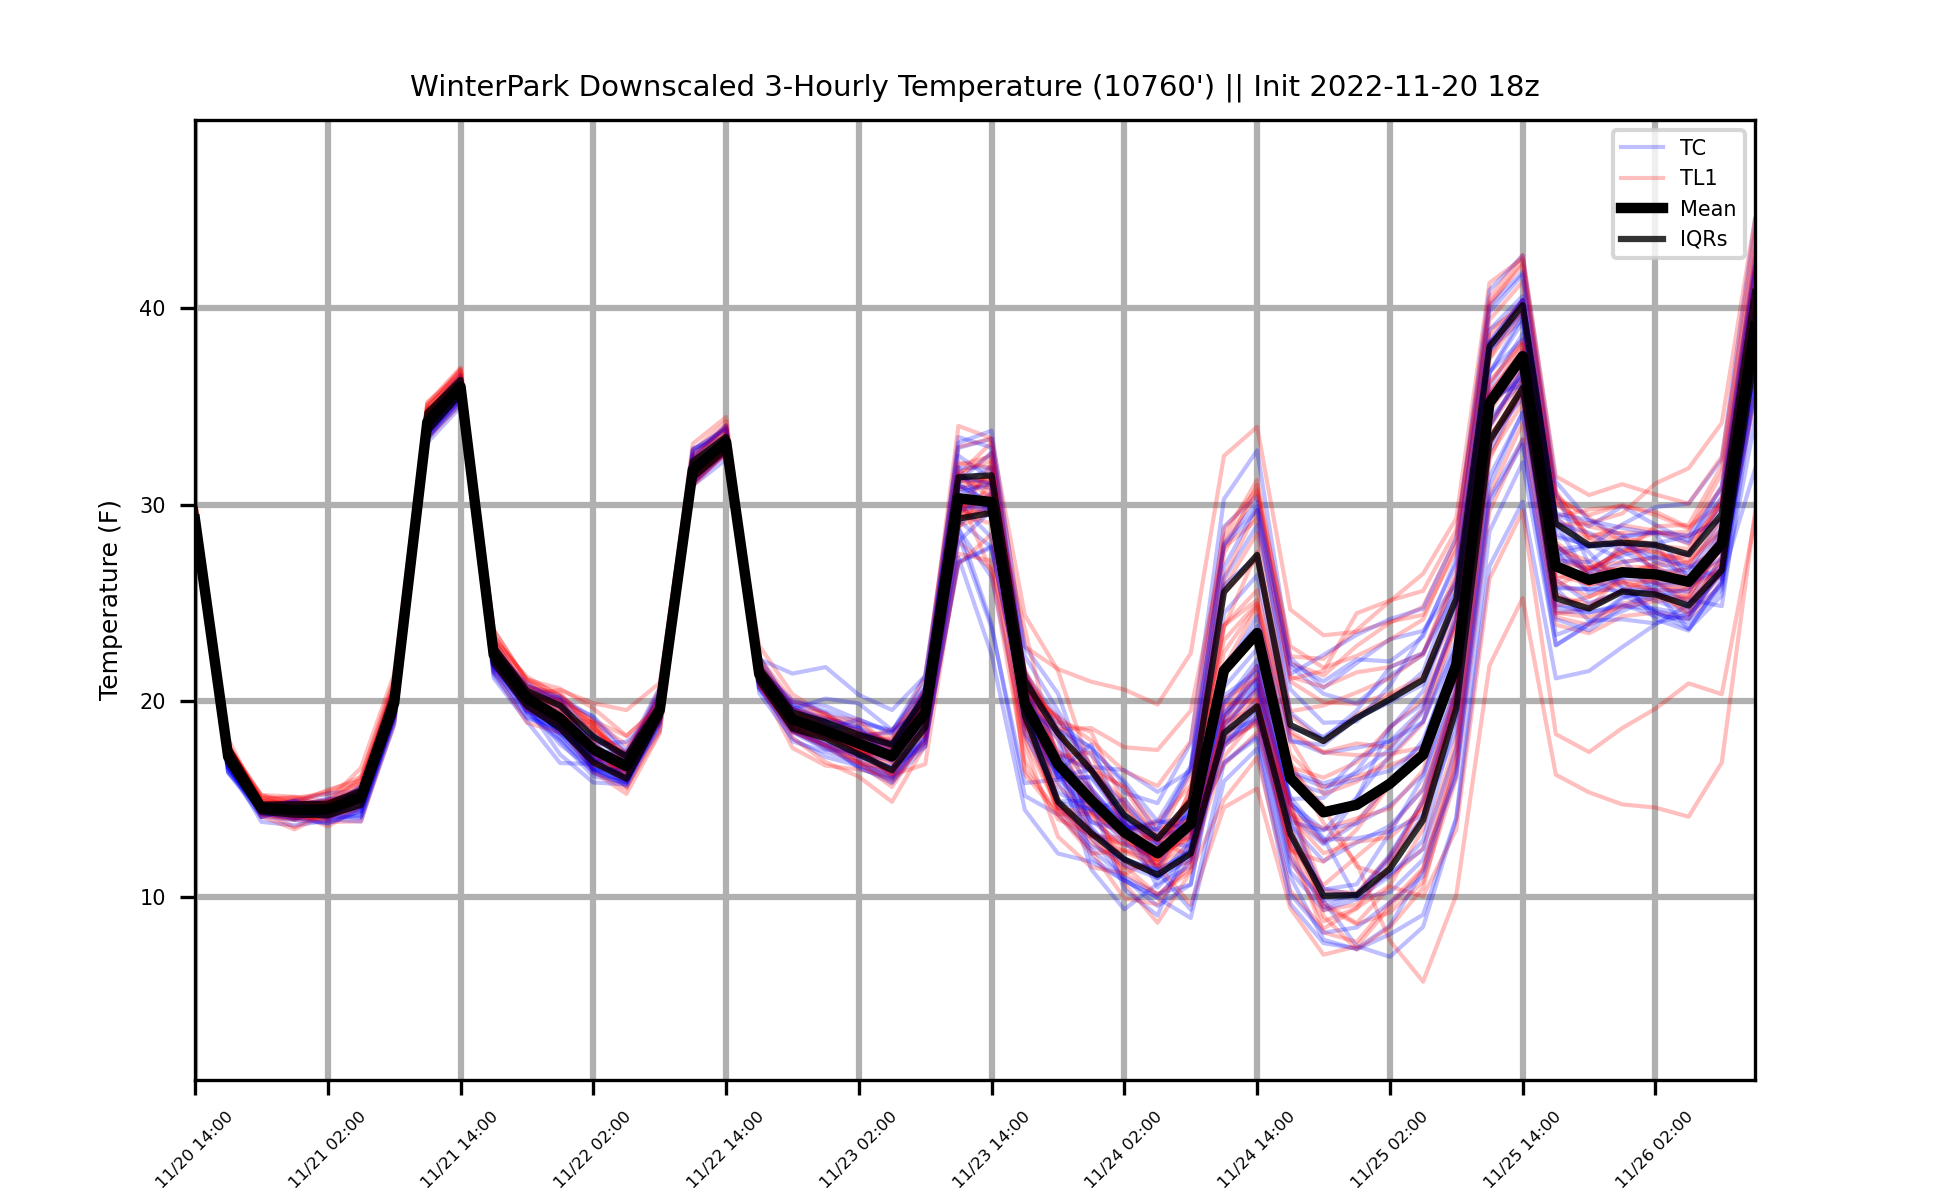 WinterPark Downscaled 3-Hourly Temperature (10760') || Init 2022-11-20 18z
TC
TL1
Mean
IQRs
Temperature (F)
40
30
20
10
11/20 14:00
11/21 02:00
11/21 14:00
11/22 02:00
11/22 14:00
11/23 02:00
11/23 14:00
11/24 02:00
11/24 14:00
11/25 02:00
11/25 14:00
11/26 02:00